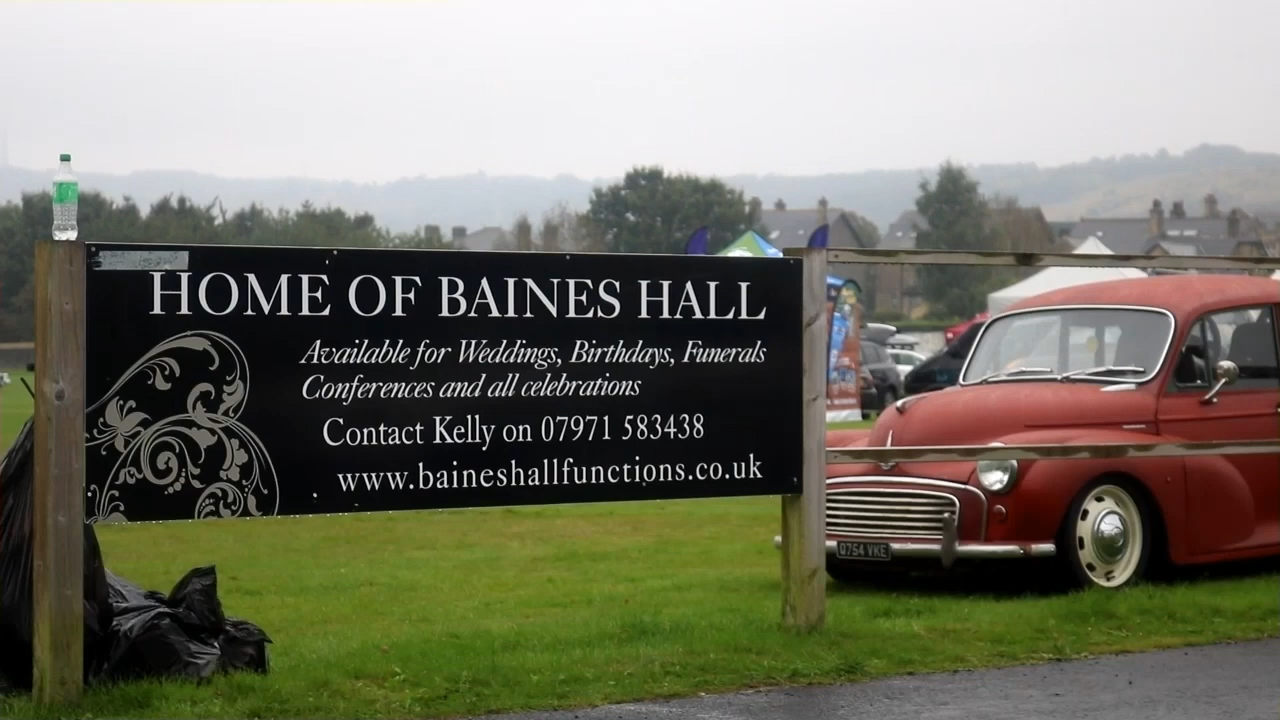 HOME OF BAINES HALL
Available for Weddings, Birthdays, Funerals
Conferences and all celebrations
Contact Kelly on 07971 583438
www.baineshallfunctions.co.uk
Q754 VKE